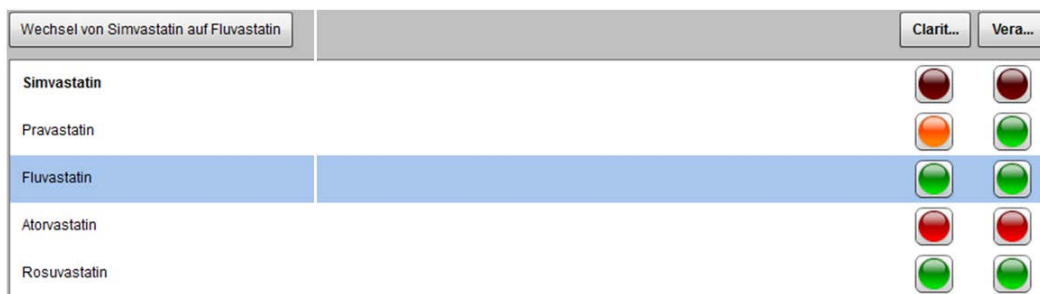 Wechsel von Simvastatin auf Fluvastatin Clarit... Vera...
Simvastatin
Pravastatin
Fluvastatin
Atorvastatin
Rosuvastatin